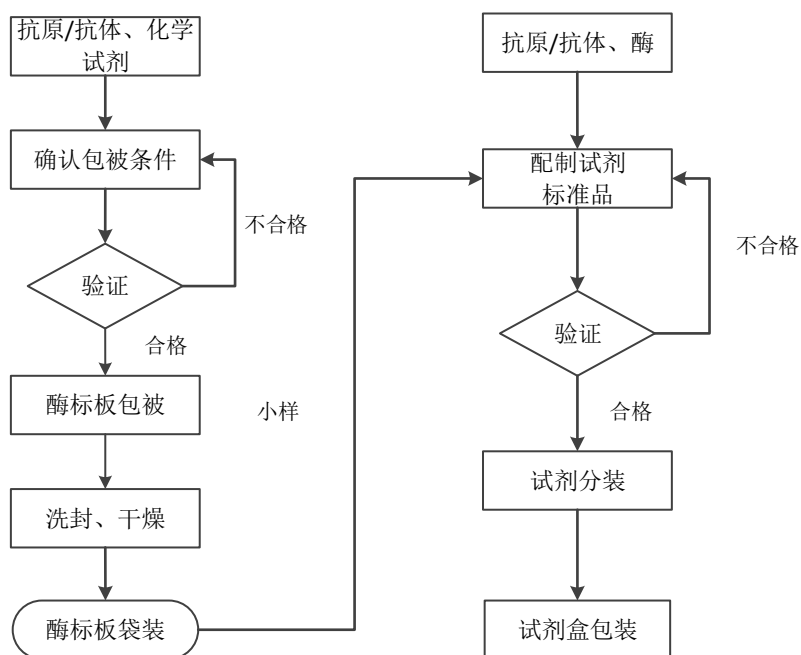 抗原/抗体、化学
试剂
确认包被条件
不合格
验证
合格
酶标板包被
小样
洗封、干燥
酶标板袋装
抗原/抗体、酶
配制试剂
标准品
不合格
验证
合格
试剂分装
试剂盒包装